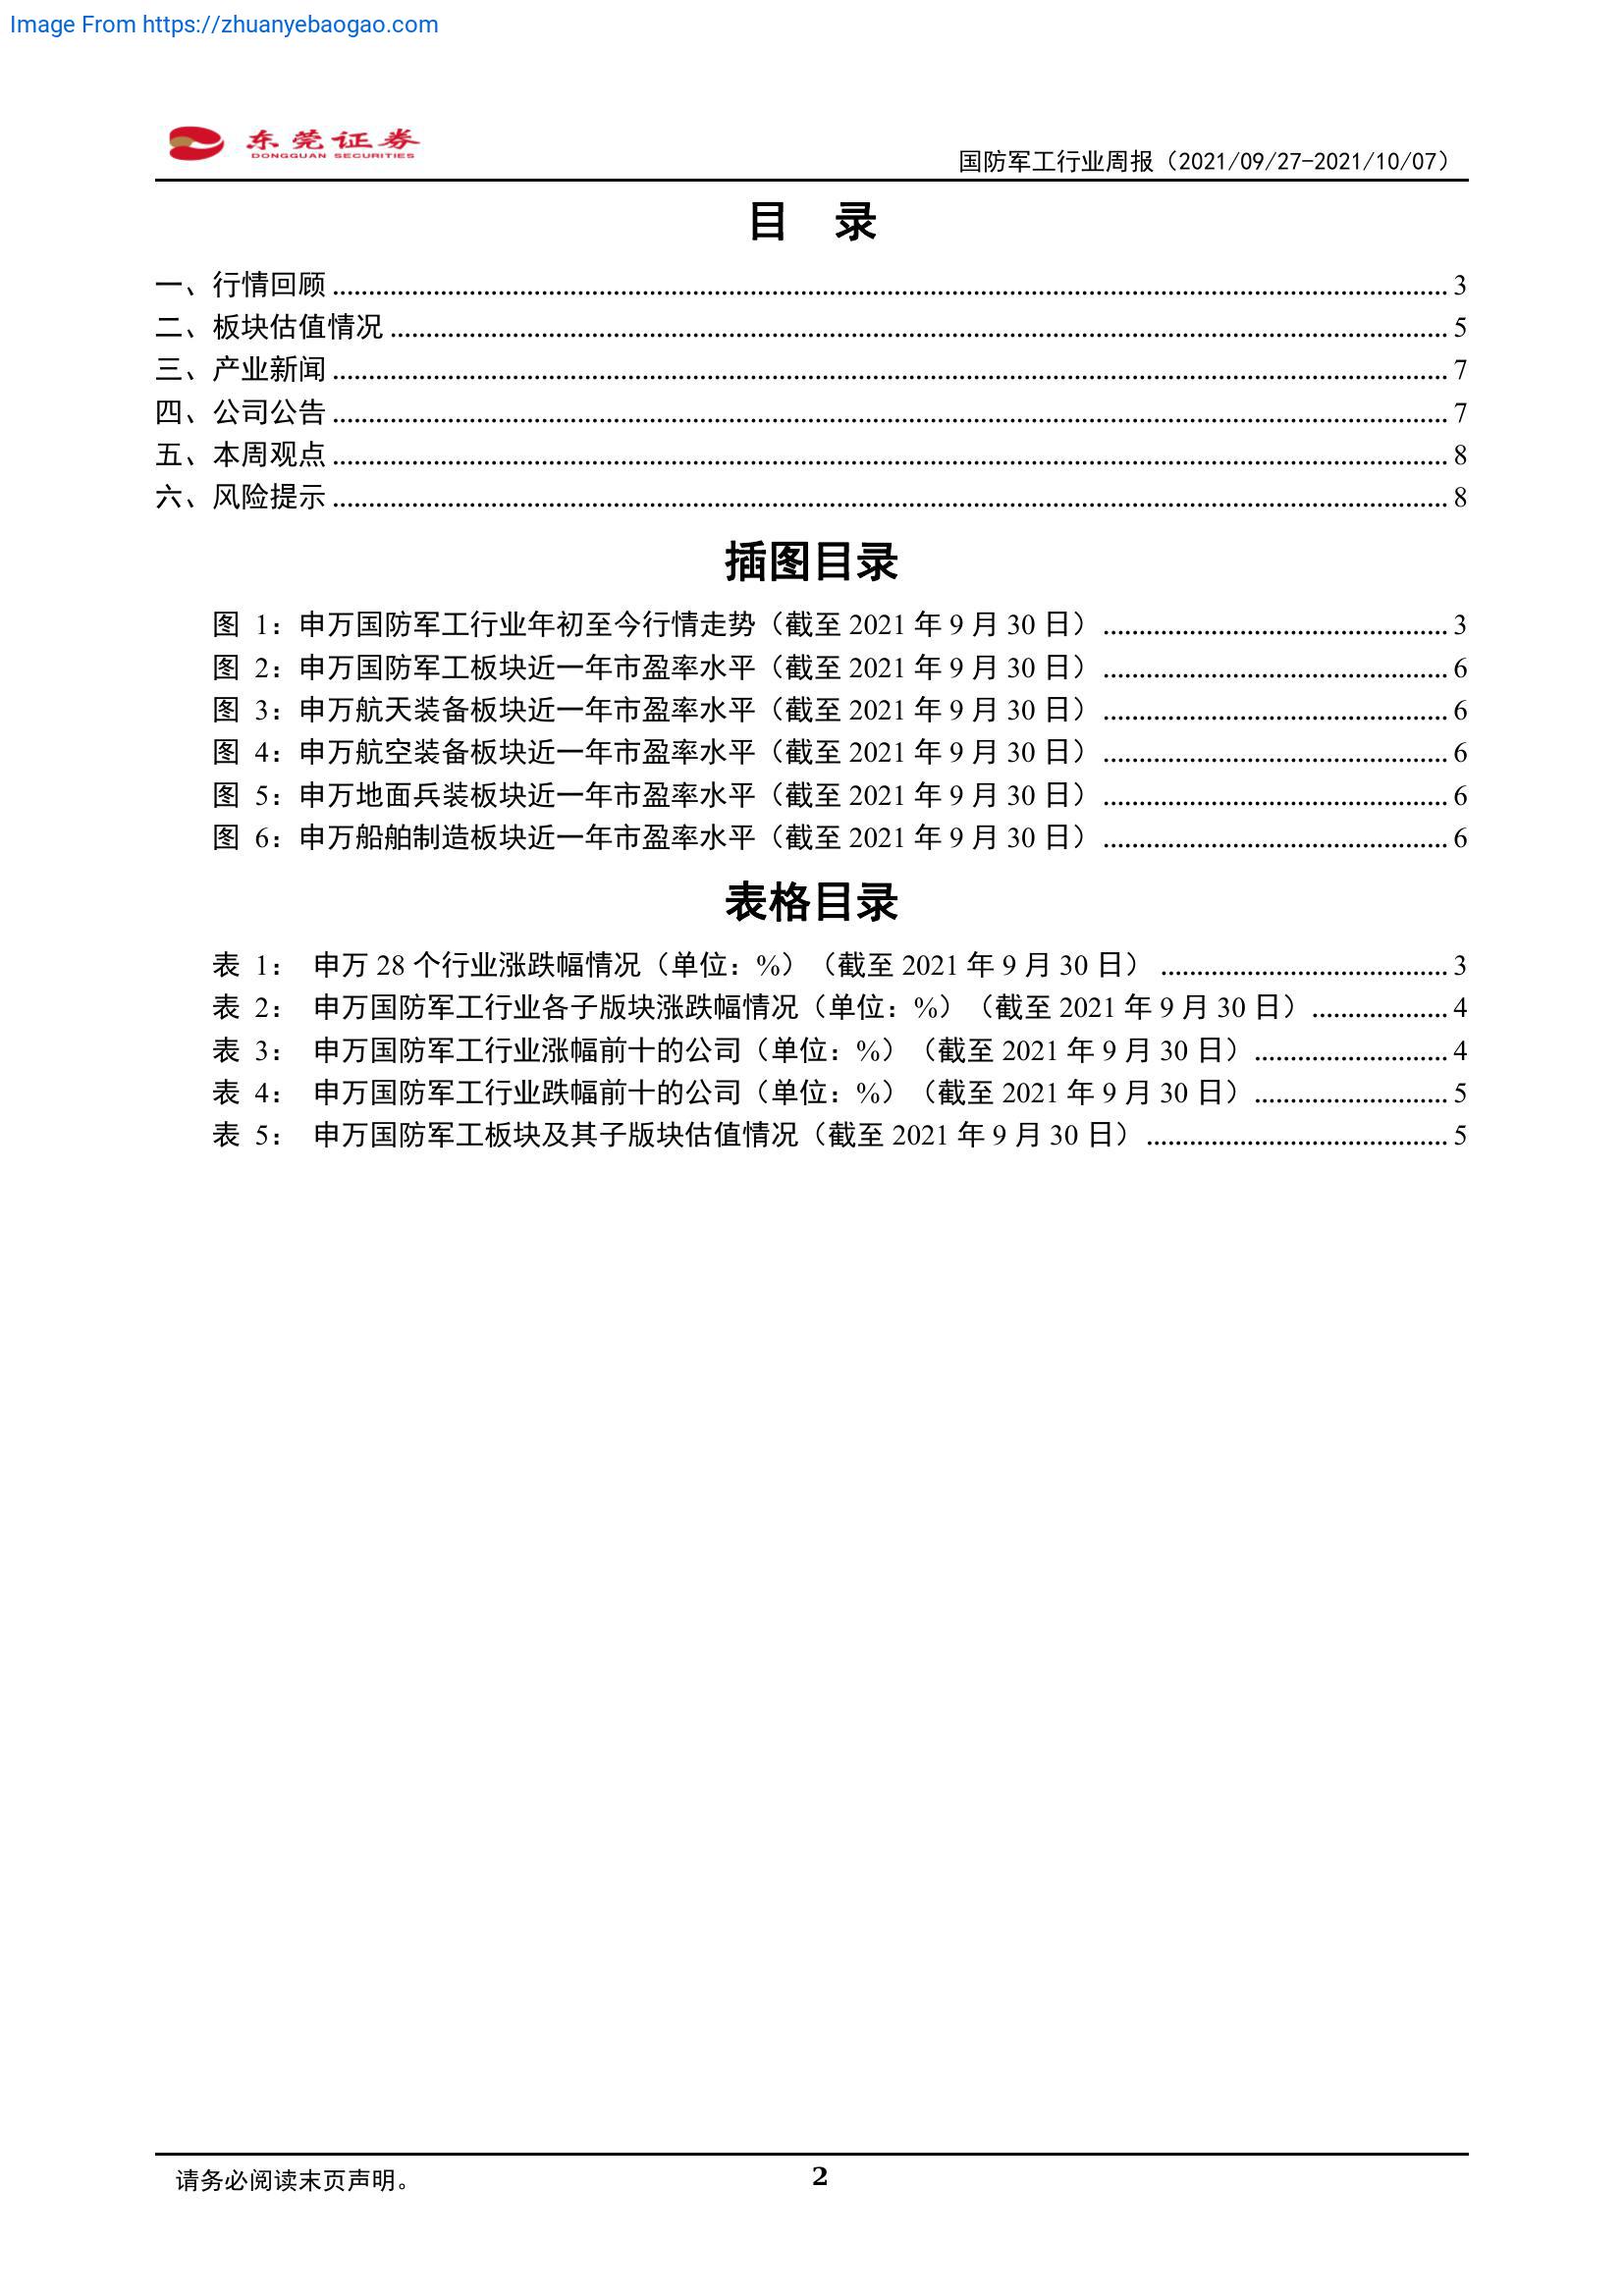 Image From https://zhuanyebaogao.com
东莞证券
DONGGUAN SECURITIES
国防军工行业周报（2021/09/27-2021/10/07）
目 录
一、行情回顾 ........................................ 3
二、板块估值情况 ........................................ 5
三、产业新闻 ........................................ 7
四、公司公告 ........................................ 7
五、本周观点 ........................................ 8
六、风险提示 ........................................ 8
插图目录
图 1：申万国防军工行业年初至今行情走势（截至 2021 年 9 月 30 日） .................... 3
图 2：申万国防军工板块近一年市盈率水平（截至 2021 年 9 月 30 日） .................... 6
图 3：申万航天装备板块近一年市盈率水平（截至 2021 年 9 月 30 日） .................... 6
图 4：申万航空装备板块近一年市盈率水平（截至 2021 年 9 月 30 日） .................... 6
图 5：申万地面兵装板块近一年市盈率水平（截至 2021 年 9 月 30 日） .................... 6
图 6：申万船舶制造板块近一年市盈率水平（截至 2021 年 9 月 30 日） .................... 6
表格目录
表 1： 申万 28 个行业涨跌幅情况（单位：%）（截至 2021 年 9 月 30 日） .................... 3
表 2： 申万国防军工行业各子版块涨跌幅情况（单位：%）（截至 2021 年 9 月 30 日） .................... 4
表 3： 申万国防军工行业涨幅前十的公司（单位：%）（截至 2021 年 9 月 30 日） .................... 4
表 4： 申万国防军工行业跌幅前十的公司（单位：%）（截至 2021 年 9 月 30 日） .................... 5
表 5： 申万国防军工板块及其子版块估值情况（截至 2021 年 9 月 30 日） .................... 5
请务必阅读末页声明。
2